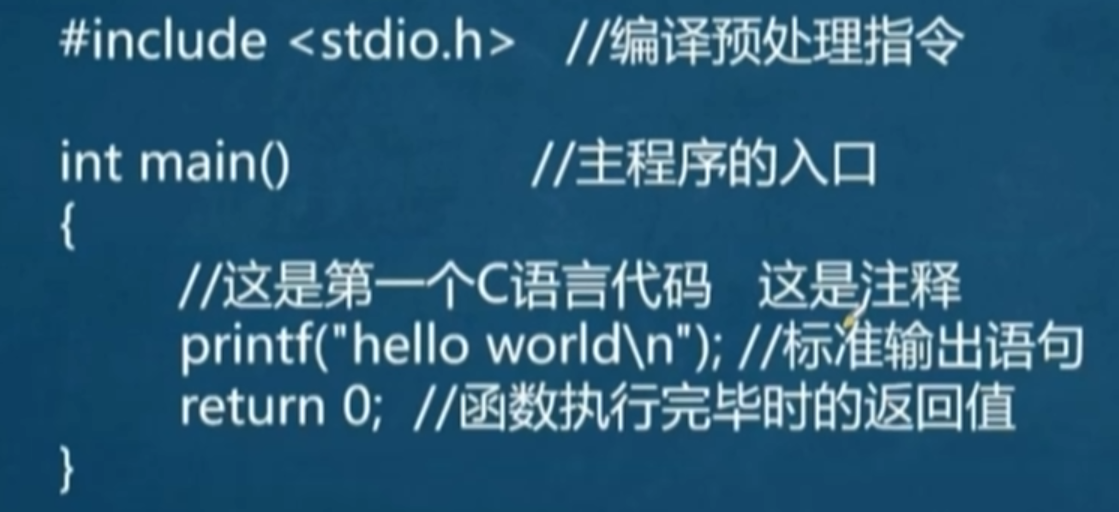 #include <stdio.h> //编译预处理指令
int main() //主程序的入口
{
//这是第一个C语言代码 这是注释
printf("hello world\n"); //标准输出语句
return 0; //函数执行完毕时的返回值
}